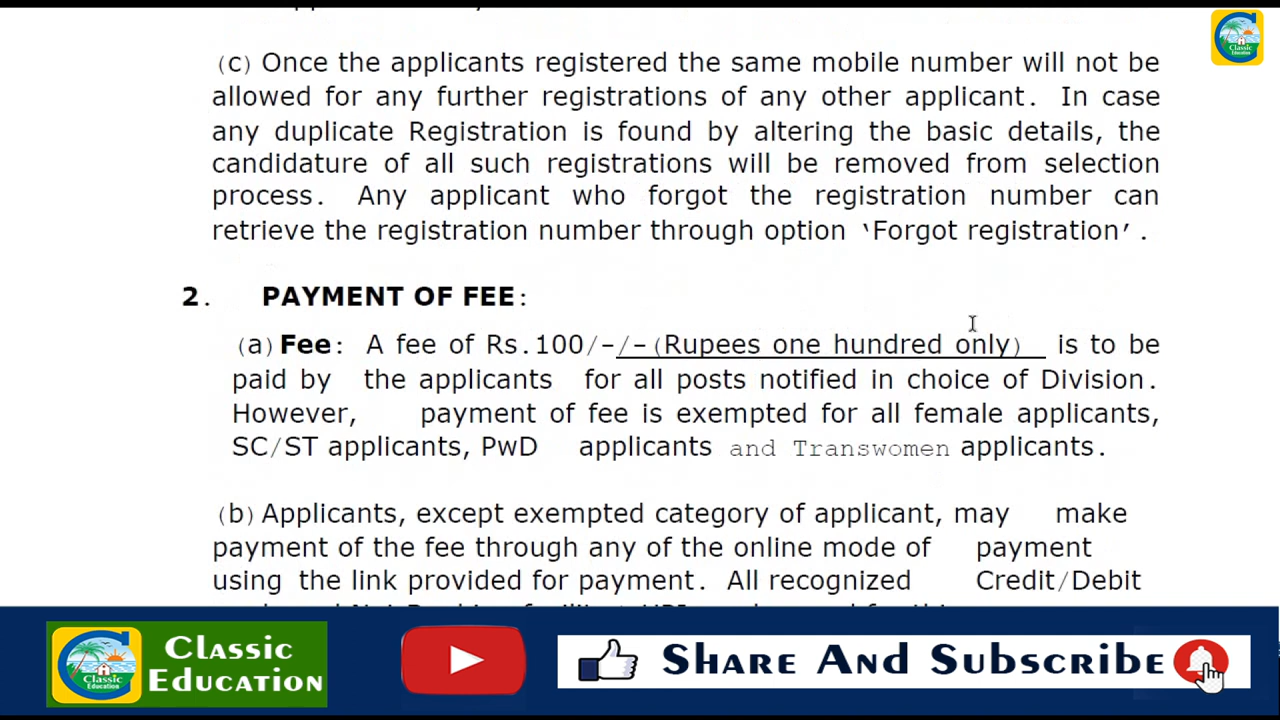 Classic
Education
(c) Once the applicants registered the same mobile number will not be
allowed for any further registrations of any other applicant. In case
any duplicate Registration is found by altering the basic details, the
candidature of all such registrations will be removed from selection
process. Any applicant who forgot the registration number can
retrieve the registration number through option ‘Forgot registration’.
2. PAYMENT OF FEE:
(a) Fee: A fee of Rs.100/-/-(Rupees one hundred only) is to be
paid by the applicants for all posts notified in choice of Division.
However, payment of fee is exempted for all female applicants,
SC/ST applicants, PwD applicants and Transwomen applicants.
(b) Applicants, except exempted category of applicant, may make
payment of the fee through any of the online mode of payment
using the link provided for payment. All recognized Credit/Debit
Classic
Education
Classic
Education
Share And Subscribe